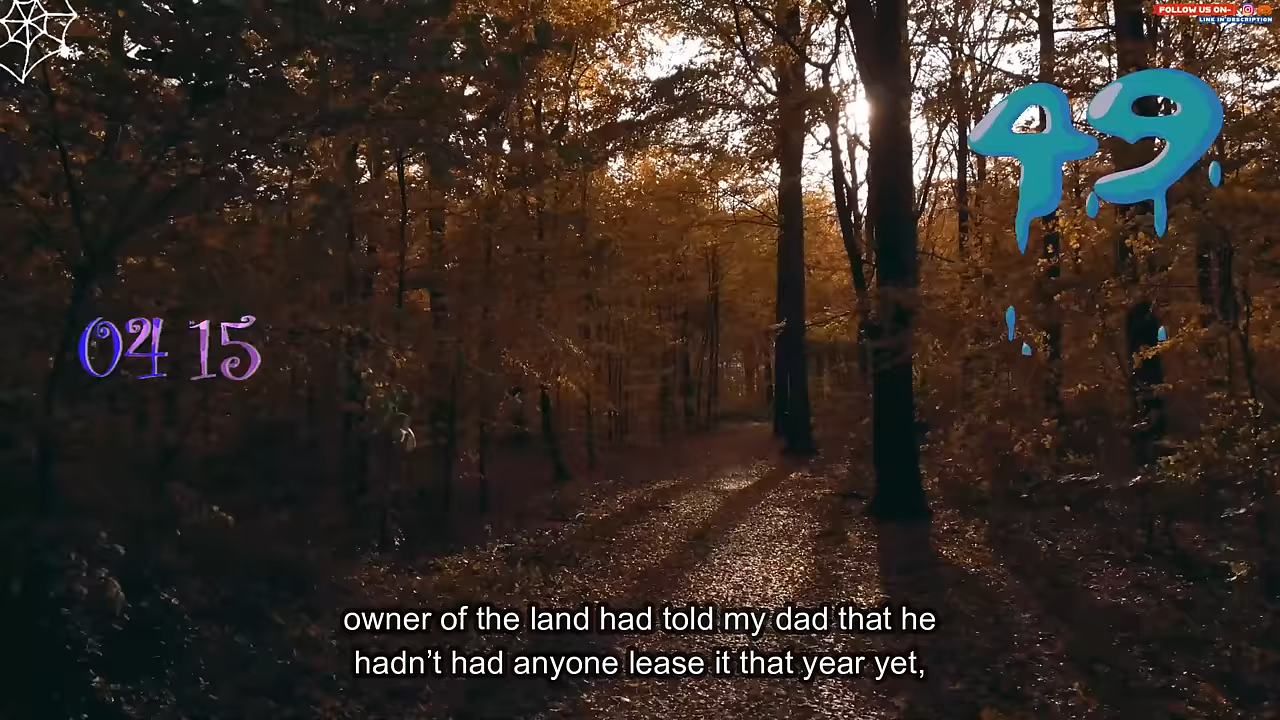 FOLLOW US ON-
LINK IN DISCRIPTION
49
04 15
owner of the land had told my dad that he
hadn't had anyone lease it that year yet,